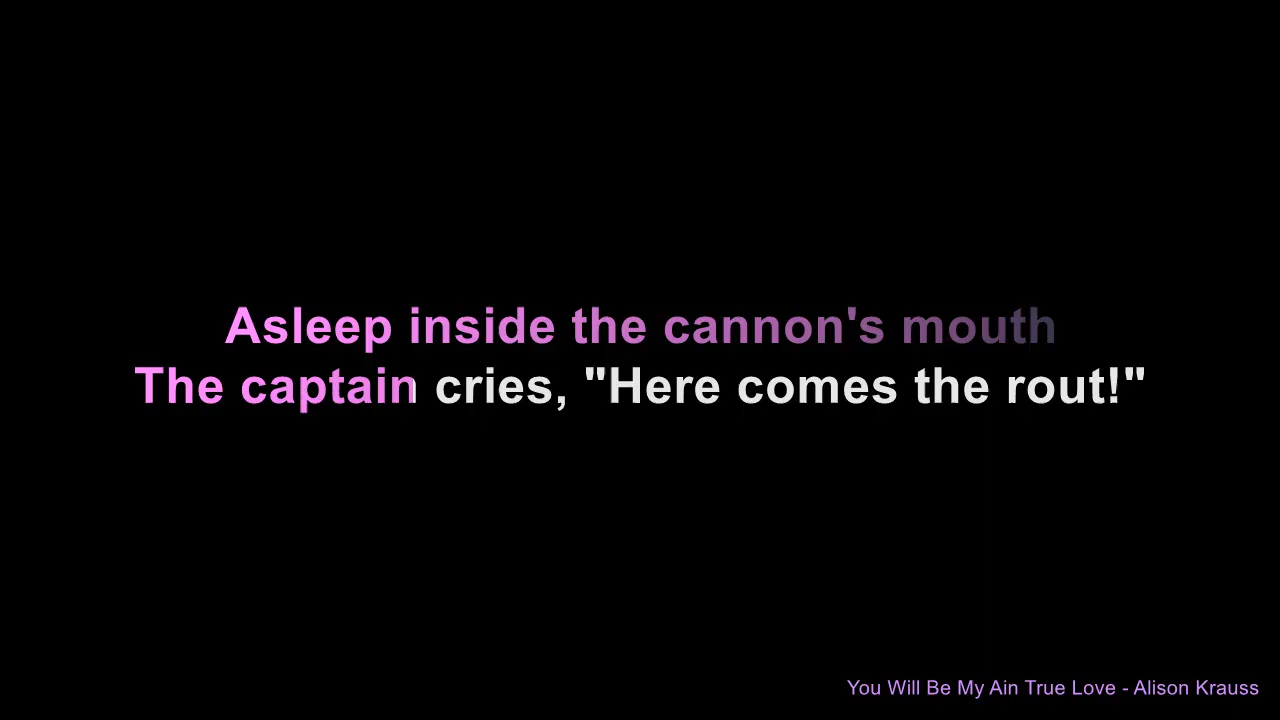 Asleep inside the cannon's mouth
The captain cries, "Here comes the rout!"
You Will Be My Ain True Love - Alison Krauss